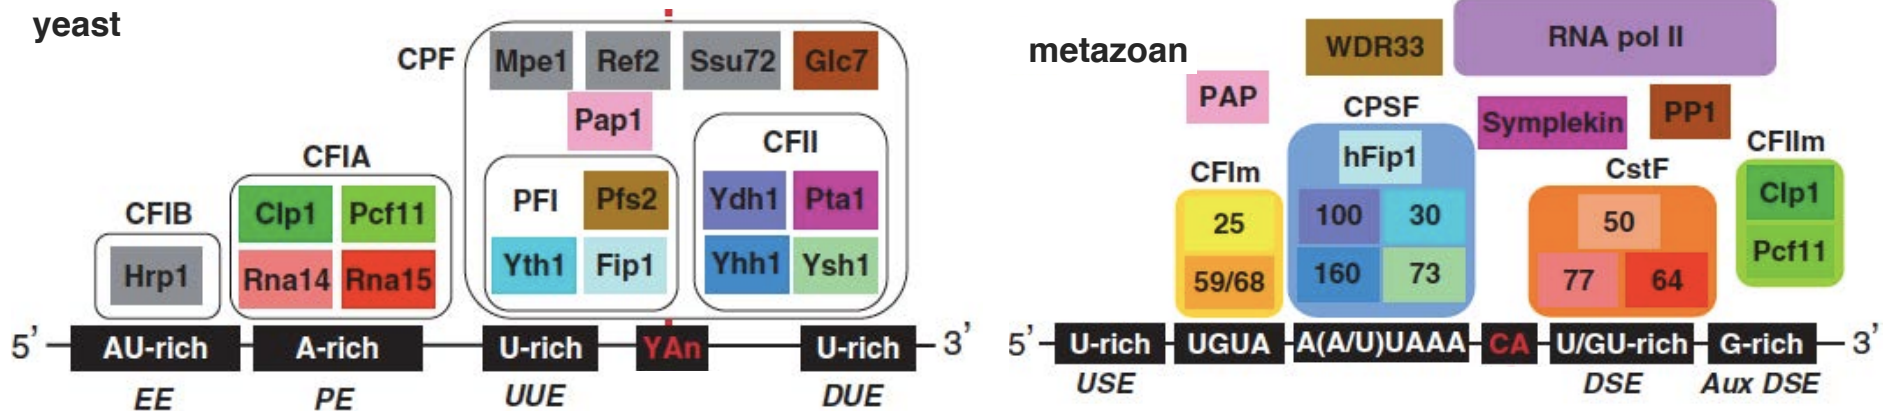 yeast
CPF
Mpe1
Ref2
Ssu72
Glc7
Pap1
CFII
CFIA
PFI
Pfs2
Ydh1
Pta1
CFIB
Clp1
Pcf11
Yth1
Fip1
Yhh1
Ysh1
Hrp1
Rna14
Rna15
5’
AU-rich
A-rich
U-rich
YAn
U-rich
3’
EE
PE
UUE
DUE
metazoan
WDR33
RNA pol II
PAP
CPSF
Symplekin
PP1
hFip1
CFIIm
CFIm
CstF
25
100
30
50
Clp1
59/68
160
73
77
64
Pcf11
5’
U-rich
UGUA
A(A/U)UAAA
CA
U/GU-rich
G-rich
3’
USE
DSE
Aux DSE